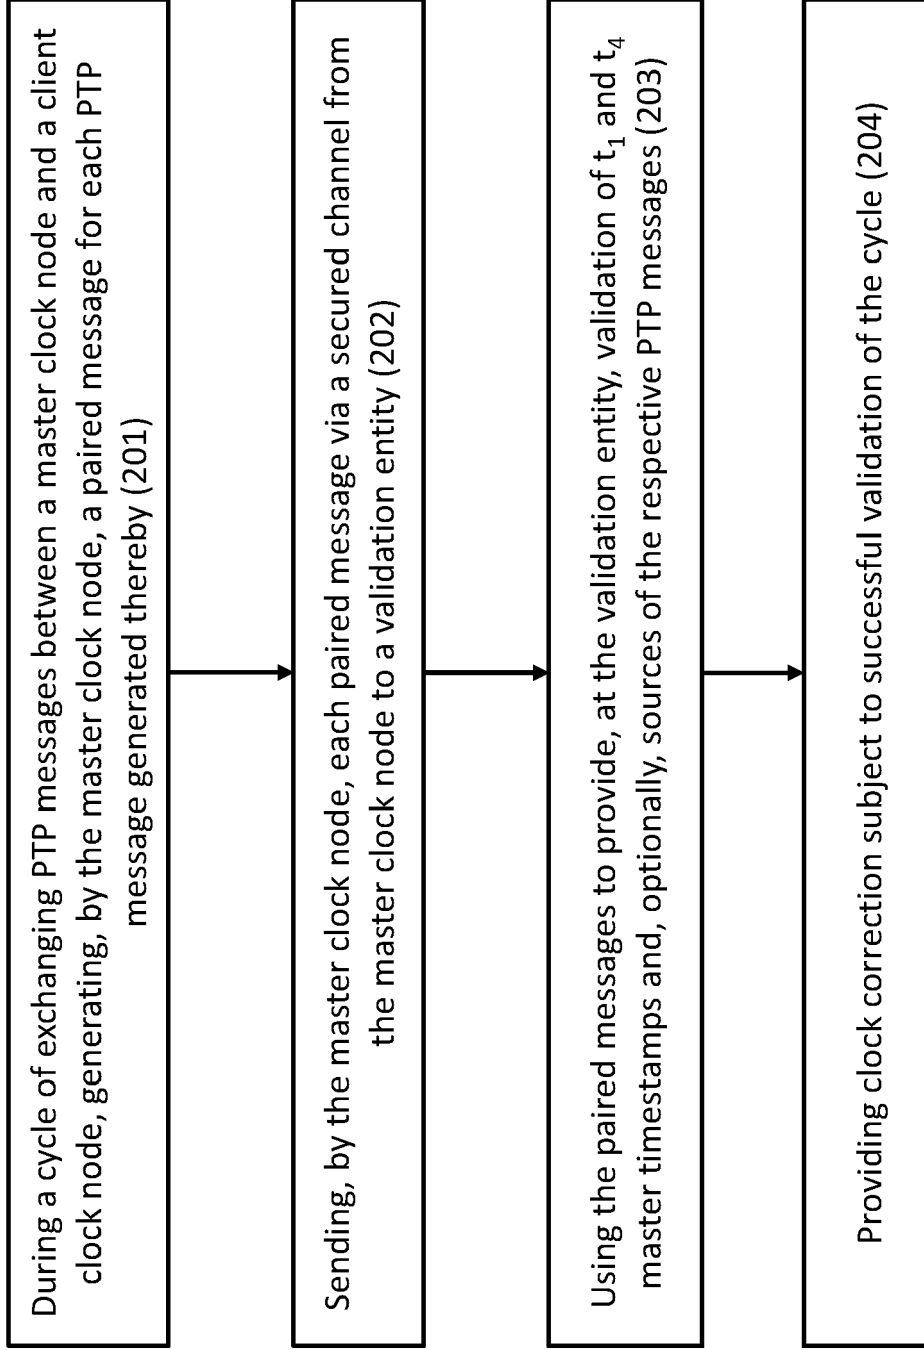 During a cycle of exchanging PTP messages between a master clock node and a client
clock node, generating, by the master clock node, a paired message for each PTP
message generated thereby (201)
Sending, by the master clock node, each paired message via a secured channel from
the master clock node to a validation entity (202)
Using the paired messages to provide, at the validation entity, validation of t₁ and t₄
master timestamps and, optionally, sources of the respective PTP messages (203)
Providing clock correction subject to successful validation of the cycle (204)